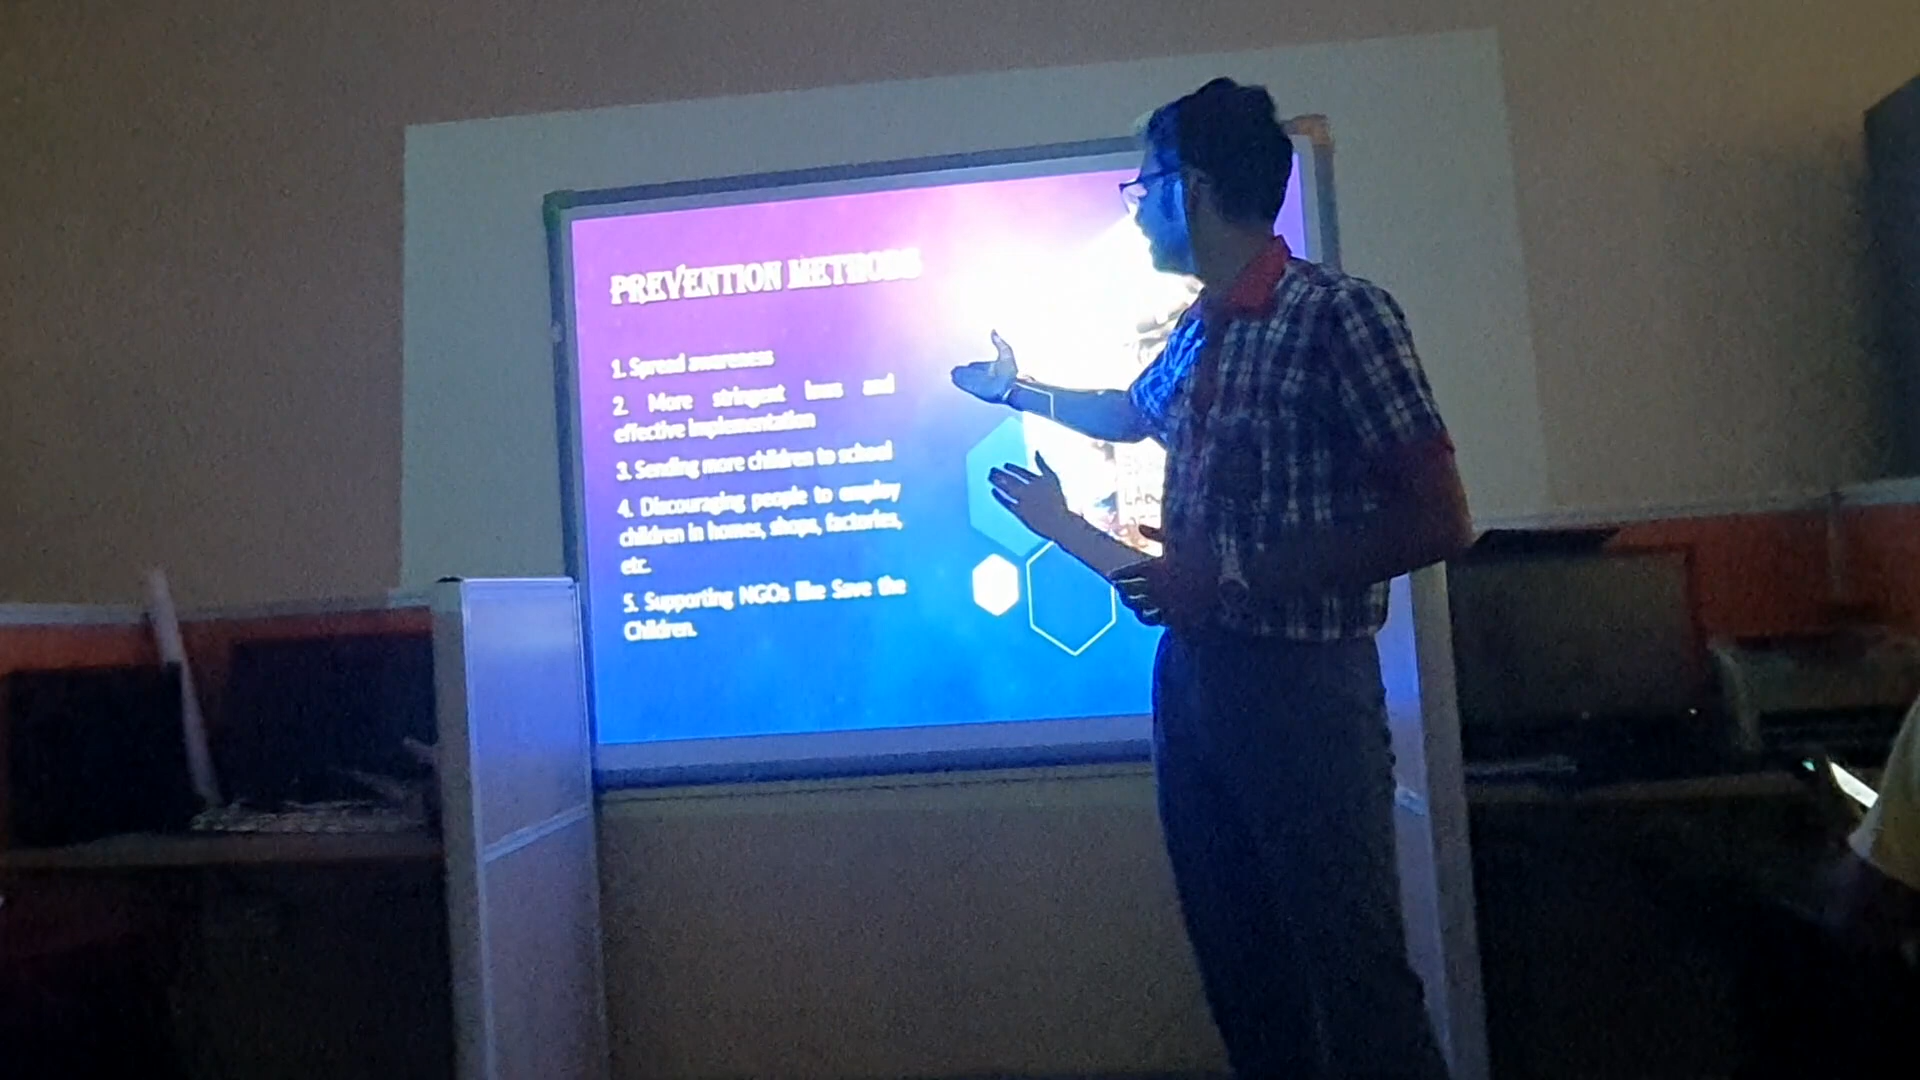 PREVENTION METHODS
1. Spread awareness
2. More stringent laws and
effective implementation
3. Sending more children to school
4. Discouraging people to employ
children in homes, shops, factories,
etc.
5. Supporting NGOs like Save the
Children.